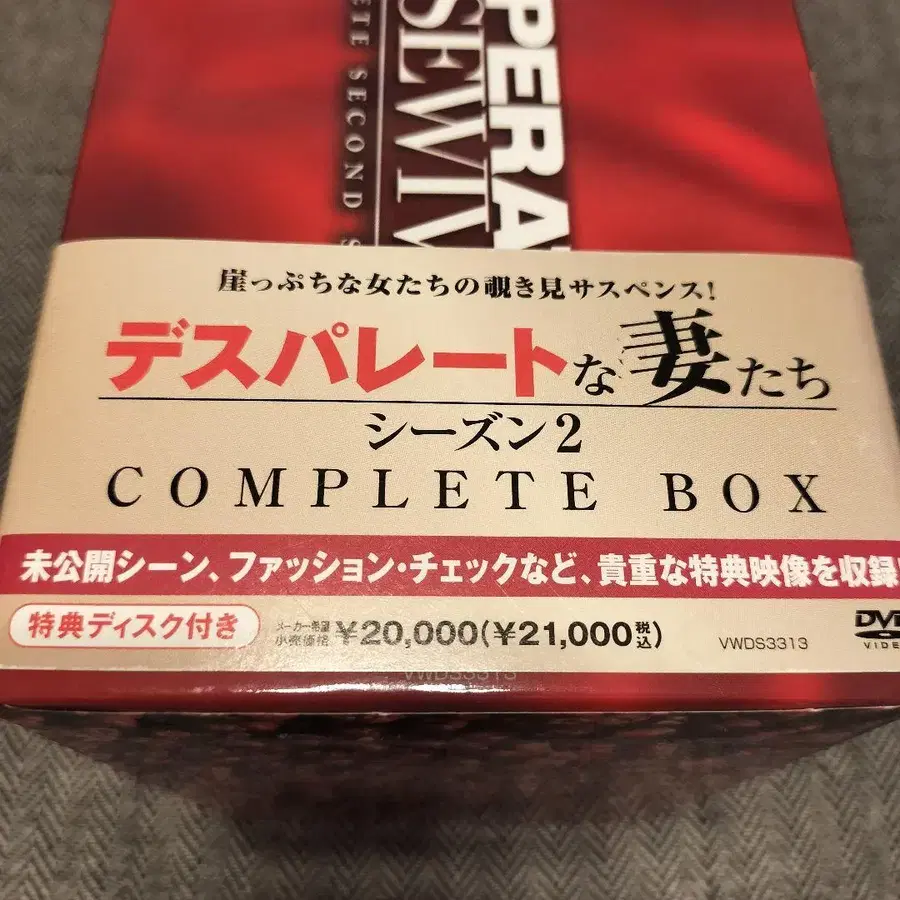 PERA
SEWIV
ETE SECOND S
崖っぷちな女たちの覗き見サスペンス!
デスパレートな妻たち
シーズン2
COMPLETE BOX
未公開シーン、ファッション・チェックなど、貴重な特典映像を収録!
特典ディスク付き
メーカー希望小売価格 ¥20,000(¥21,000税込)
VWDS3313
DVD
VIDEO
VWDS3313